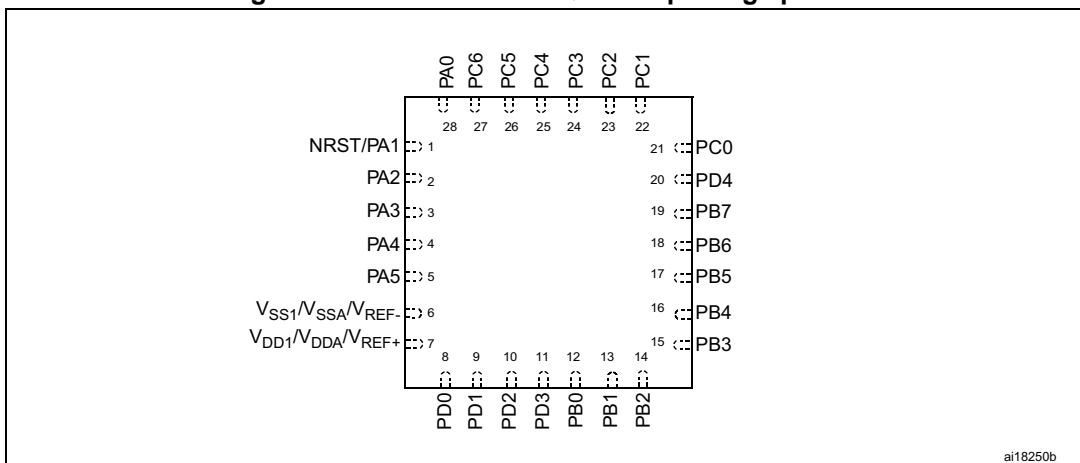 PA0 PC6 PC5 PC4 PC3 PC2 PC1
28 27 26 25 24 23 22
NRST/PA1 1 21 PC0
PA2 2 20 PD4
PA3 3 19 PB7
PA4 4 18 PB6
PA5 5 17 PB5
VSS1/VSSA/VREF- 6 16 PB4
VDD1/VDDA/VREF+ 7 15 PB3
8 9 10 11 12 13 14
PD0 PD1 PD2 PD3 PB0 PB1 PB2
ai18250b